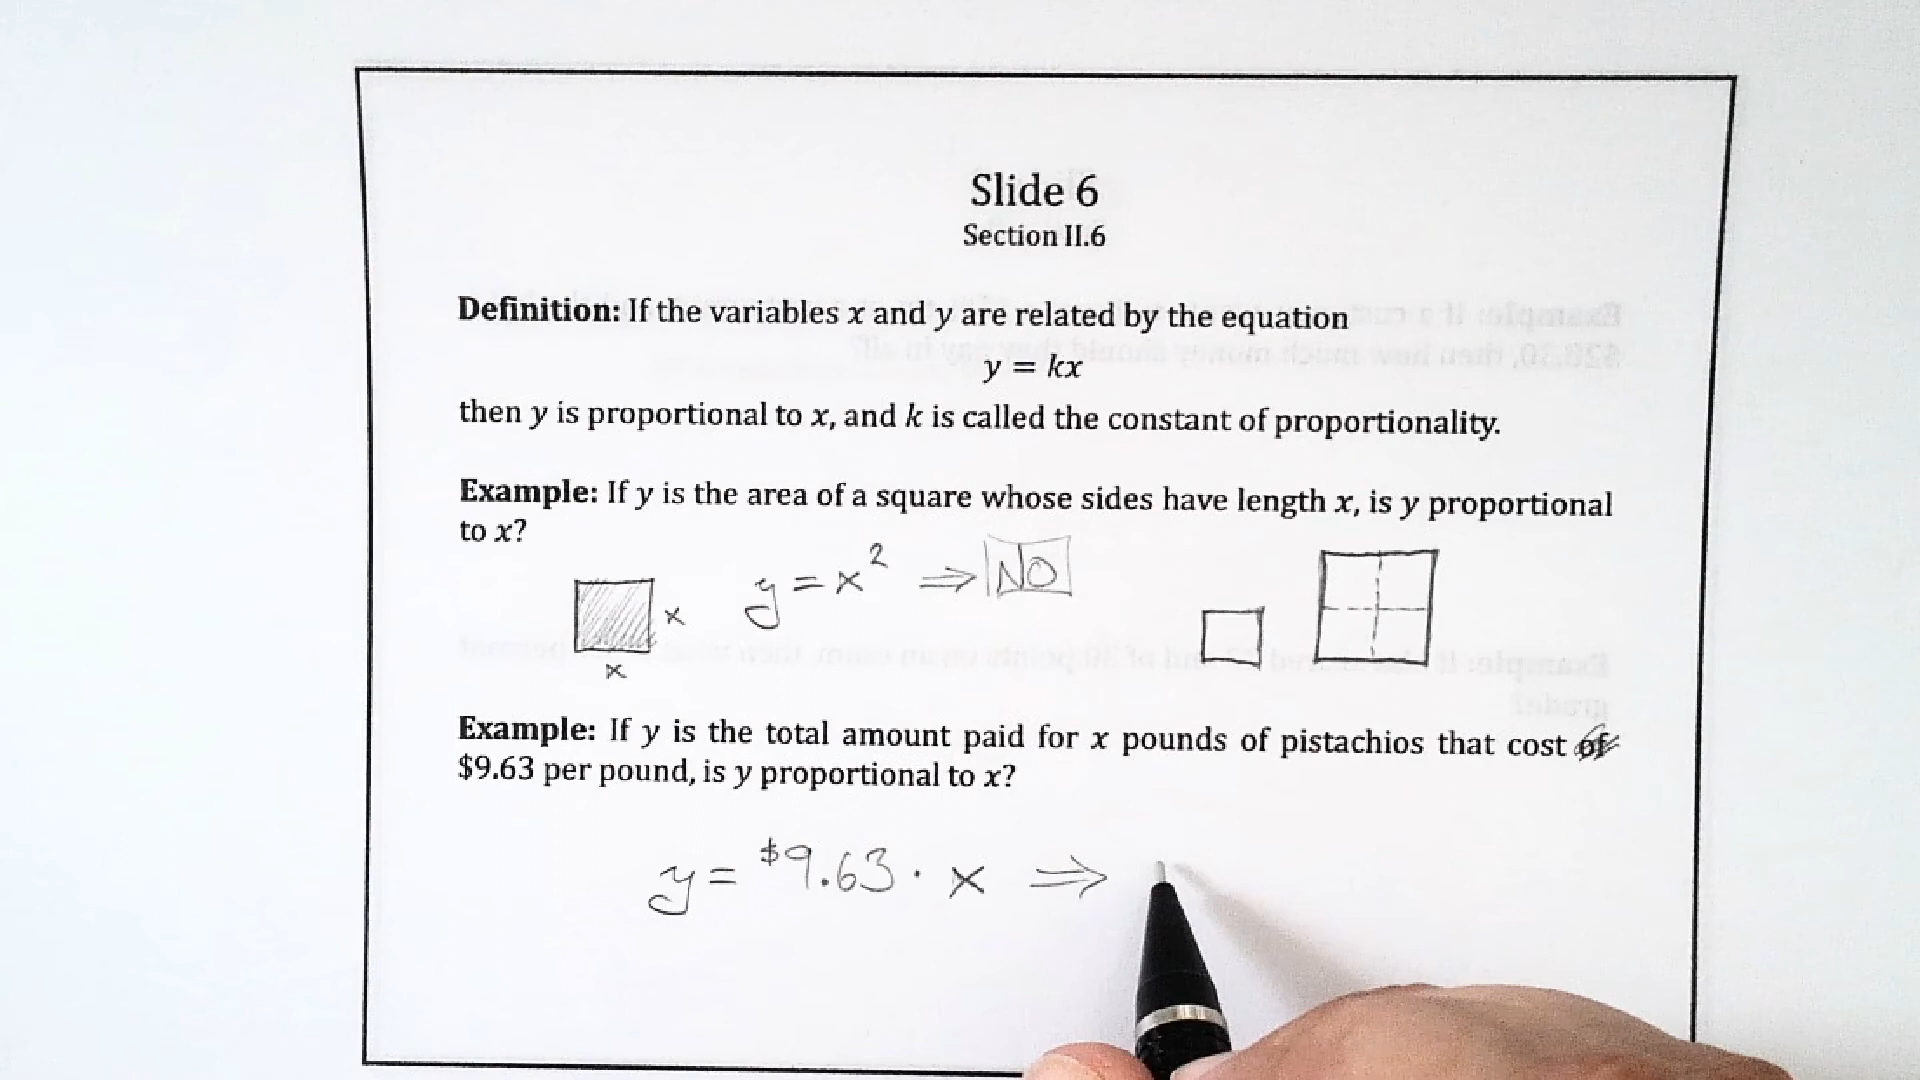 Slide 6
Section II.6
Definition: If the variables x and y are related by the equation
y = kx
then y is proportional to x, and k is called the constant of proportionality.
Example: If y is the area of a square whose sides have length x, is y proportional
to x?
y = x² ⇒ NO
x
x
Example: If y is the total amount paid for x pounds of pistachios that cost
$9.63 per pound, is y proportional to x?
y = $9.63 · x ⇒